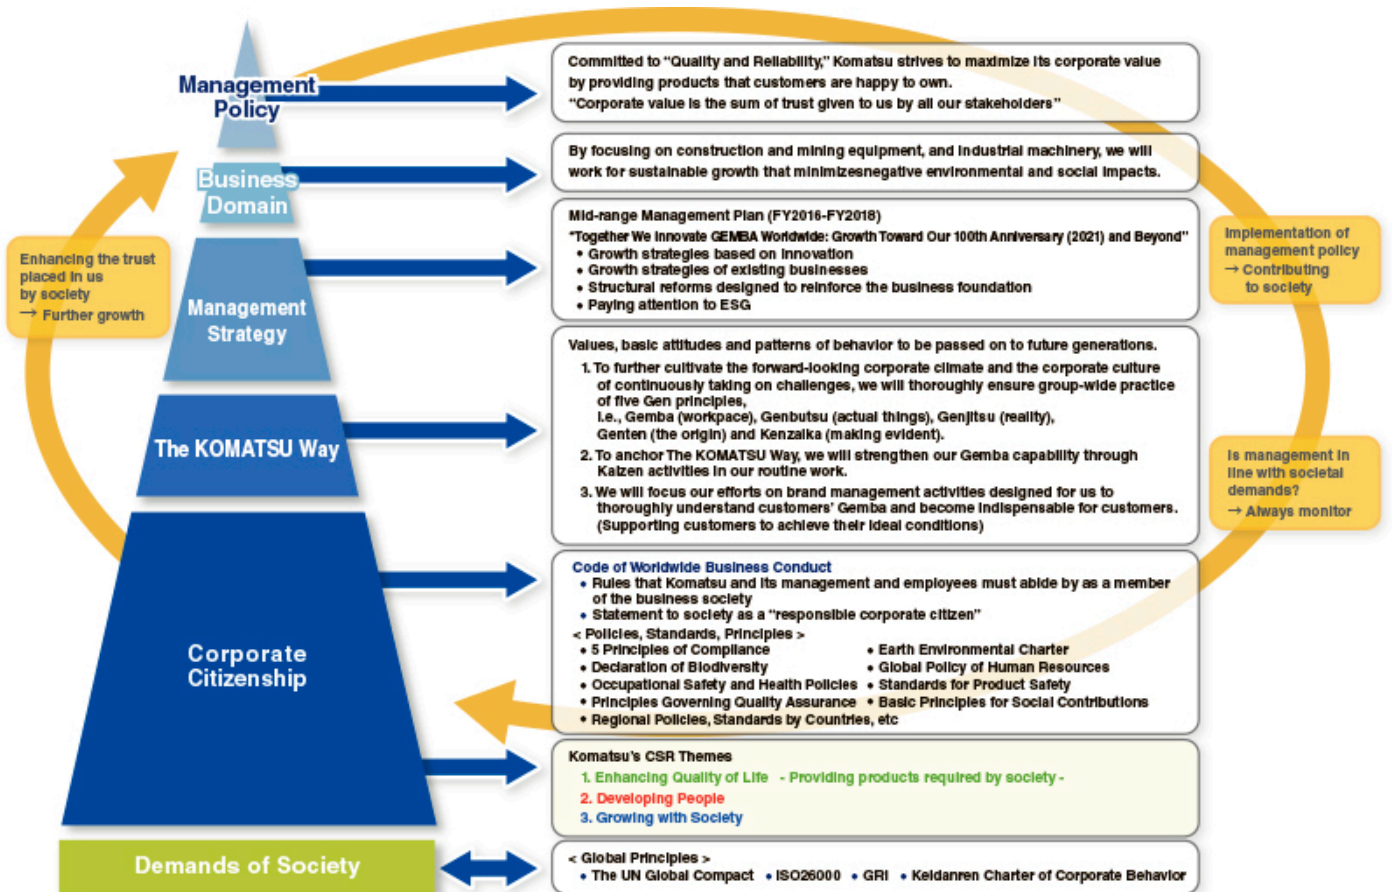 Management
Policy
Committed to “Quality and Reliability,” Komatsu strives to maximize its corporate value
by providing products that customers are happy to own.
“Corporate value is the sum of trust given to us by all our stakeholders”
Business
Domain
By focusing on construction and mining equipment, and industrial machinery, we will
work for sustainable growth that minimizesnegative environmental and social impacts.
Management
Strategy
Mid-range Management Plan (FY2016-FY2018)
“Together We Innovate GEMBA Worldwide: Growth Toward Our 100th Anniversary (2021) and Beyond”
• Growth strategies based on innovation
• Growth strategies of existing businesses
• Structural reforms designed to reinforce the business foundation
• Paying attention to ESG
Enhancing the trust
placed in us
by society
→ Further growth
Implementation of
management policy
→ Contributing
to society
The KOMATSU Way
Values, basic attitudes and patterns of behavior to be passed on to future generations.
1. To further cultivate the forward-looking corporate climate and the corporate culture
of continuously taking on challenges, we will thoroughly ensure group-wide practice
of five Gen principles,
i.e., Gemba (workpace), Genbutsu (actual things), Genjitsu (reality),
Genten (the origin) and Kenzaika (making evident).
2. To anchor The KOMATSU Way, we will strengthen our Gemba capability through
Kaizen activities in our routine work.
3. We will focus our efforts on brand management activities designed for us to
thoroughly understand customers’ Gemba and become indispensable for customers.
(Supporting customers to achieve their ideal conditions)
Is management in
line with societal
demands?
→ Always monitor
Corporate
Citizenship
Code of Worldwide Business Conduct
• Rules that Komatsu and its management and employees must abide by as a member
of the business society
• Statement to society as a “responsible corporate citizen”
< Policies, Standards, Principles >
• 5 Principles of Compliance • Earth Environmental Charter
• Declaration of Biodiversity • Global Policy of Human Resources
• Occupational Safety and Health Policies • Standards for Product Safety
• Principles Governing Quality Assurance • Basic Principles for Social Contributions
• Regional Policies, Standards by Countries, etc
Komatsu’s CSR Themes
1. Enhancing Quality of Life - Providing products required by society -
2. Developing People
3. Growing with Society
Demands of Society
< Global Principles >
• The UN Global Compact • ISO26000 • GRI • Keidanren Charter of Corporate Behavior